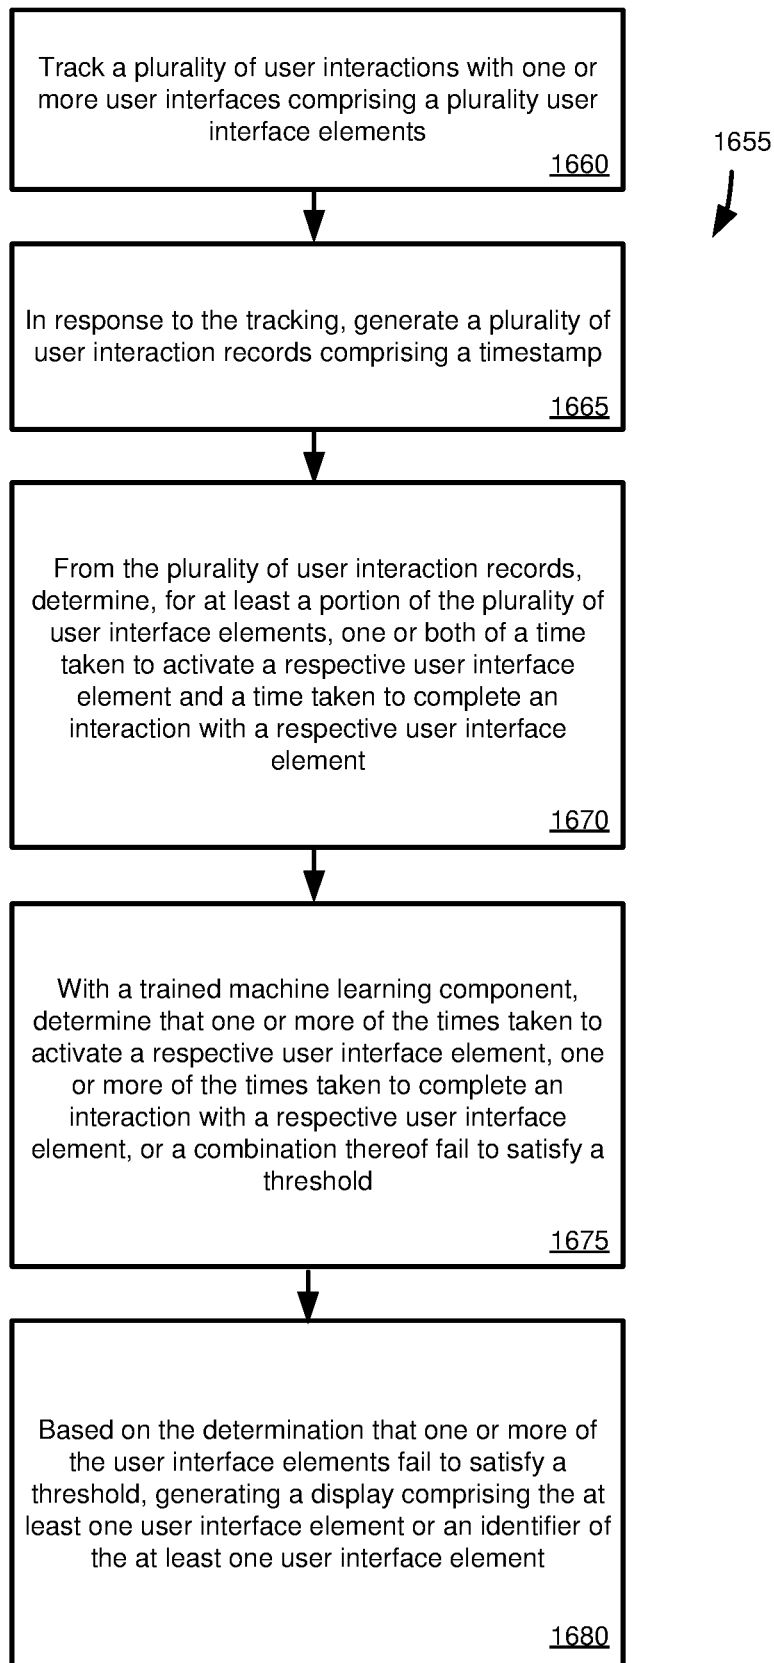 Track a plurality of user interactions with one or
more user interfaces comprising a plurality user
interface elements
1660
1655
In response to the tracking, generate a plurality of
user interaction records comprising a timestamp
1665
From the plurality of user interaction records,
determine, for at least a portion of the plurality of
user interface elements, one or both of a time
taken to activate a respective user interface
element and a time taken to complete an
interaction with a respective user interface
element
1670
With a trained machine learning component,
determine that one or more of the times taken to
activate a respective user interface element, one
or more of the times taken to complete an
interaction with a respective user interface
element, or a combination thereof fail to satisfy a
threshold
1675
Based on the determination that one or more of
the user interface elements fail to satisfy a
threshold, generating a display comprising the at
least one user interface element or an identifier of
the at least one user interface element
1680